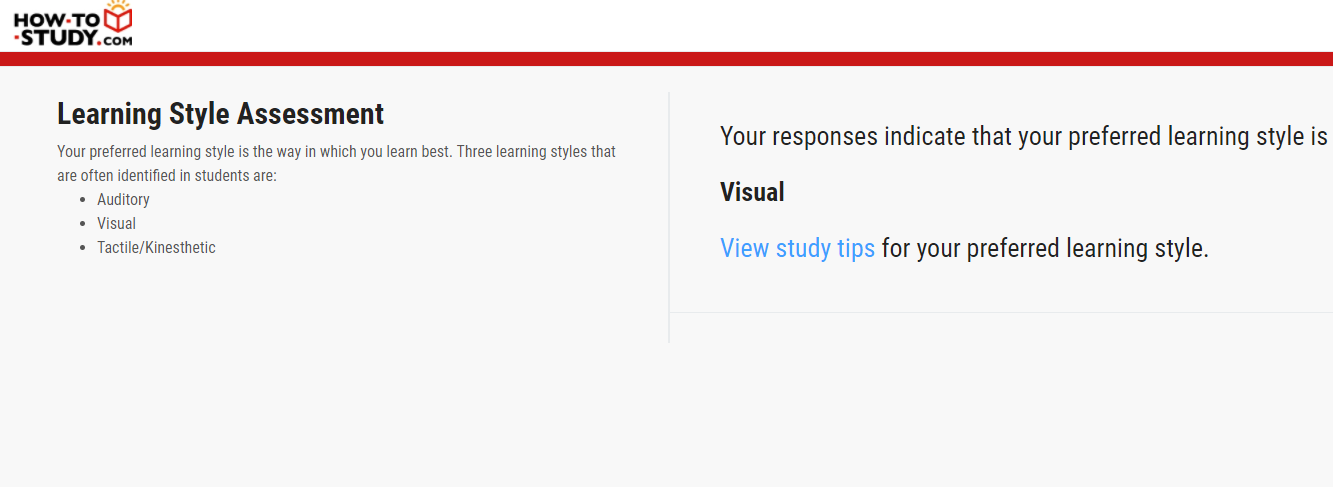 HOW-TO
-STUDY.COM
Learning Style Assessment
Your preferred learning style is the way in which you learn best. Three learning styles that
are often identified in students are:
• Auditory
• Visual
• Tactile/Kinesthetic
Your responses indicate that your preferred learning style is
Visual
View study tips for your preferred learning style.